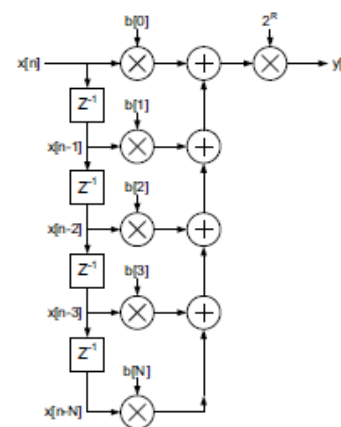 b[0]
2^R
x[n]
y[
Z⁻¹
b[1]
x[n-1]
Z⁻¹
b[2]
x[n-2]
Z⁻¹
b[3]
x[n-3]
Z⁻¹
b[N]
x[n-N]